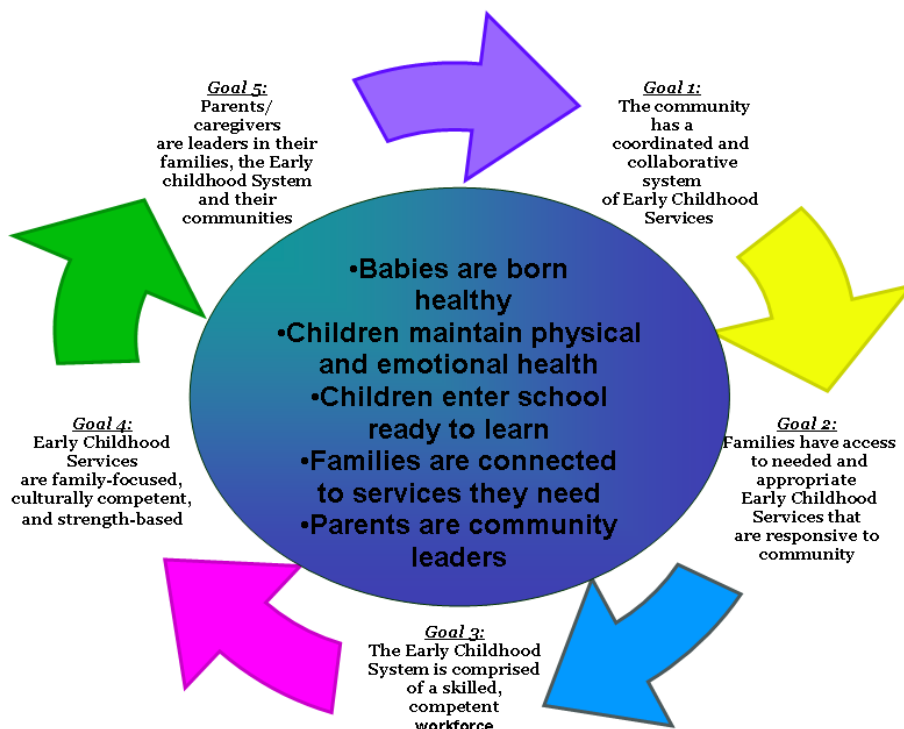 Goal 5:
Parents/
caregivers
are leaders in their
families, the Early
childhood System
and their
communities
Goal 1:
The community
has a
coordinated and
collaborative
system
of Early Childhood
Services
•Babies are born
healthy
•Children maintain physical
and emotional health
•Children enter school
ready to learn
•Families are connected
to services they need
•Parents are community
leaders
Goal 4:
Early Childhood
Services
are family-focused,
culturally competent,
and strength-based
Goal 2:
Families have access
to needed and
appropriate
Early Childhood
Services that
are responsive to
community
Goal 3:
The Early Childhood
System is comprised
of a skilled,
competent
workforce